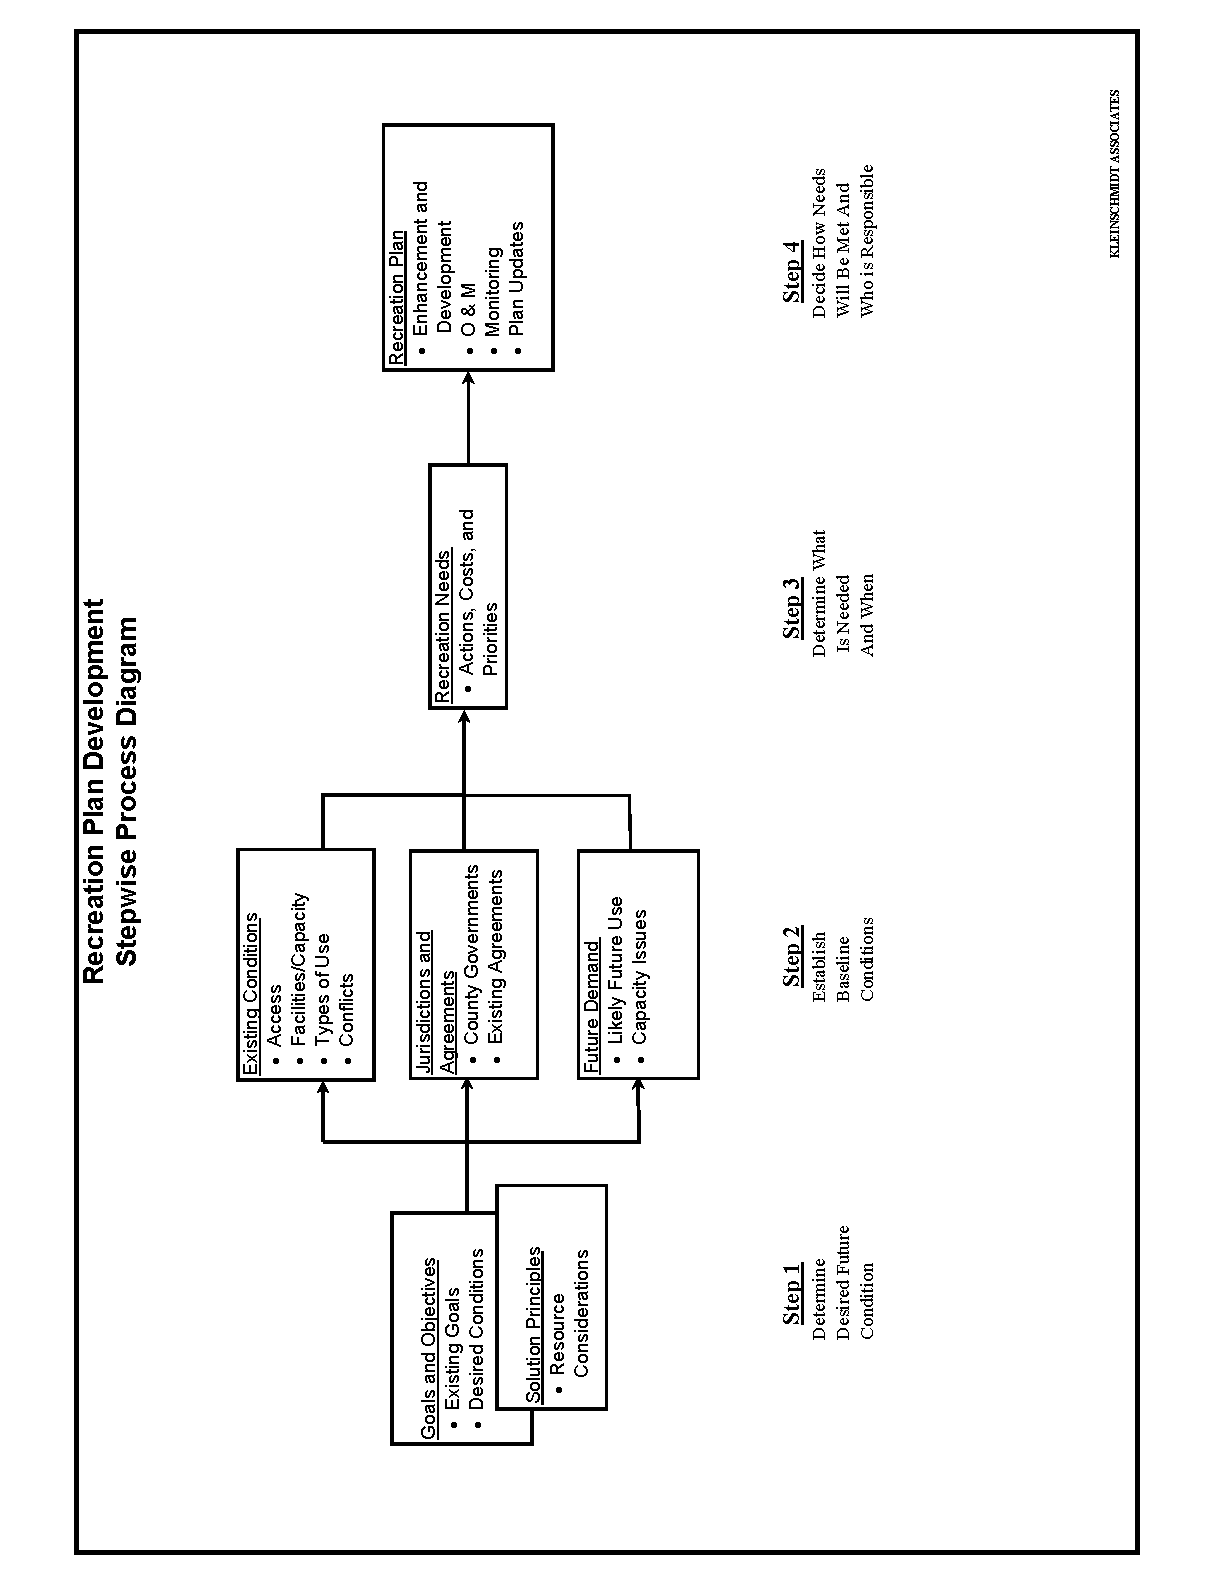 Recreation Plan Development
Stepwise Process Diagram
Goals and Objectives
• Existing Goals
• Desired Conditions
Solution Principles
• Resource
Considerations
Existing Conditions
• Access
• Facilities/Capacity
• Types of Use
• Conflicts
Jurisdictions and
Agreements
• County Governments
• Existing Agreements
Future Demand
• Likely Future Use
• Capacity Issues
Recreation Needs
• Actions, Costs, and
Priorities
Recreation Plan
• Enhancement and
Development
• O & M
• Monitoring
• Plan Updates
Step 1
Determine
Desired Future
Condition
Step 2
Establish
Baseline
Conditions
Step 3
Determine What
Is Needed
And When
Step 4
Decide How Needs
Will Be Met And
Who is Responsible
KLEINSCHMIDT ASSOCIATES